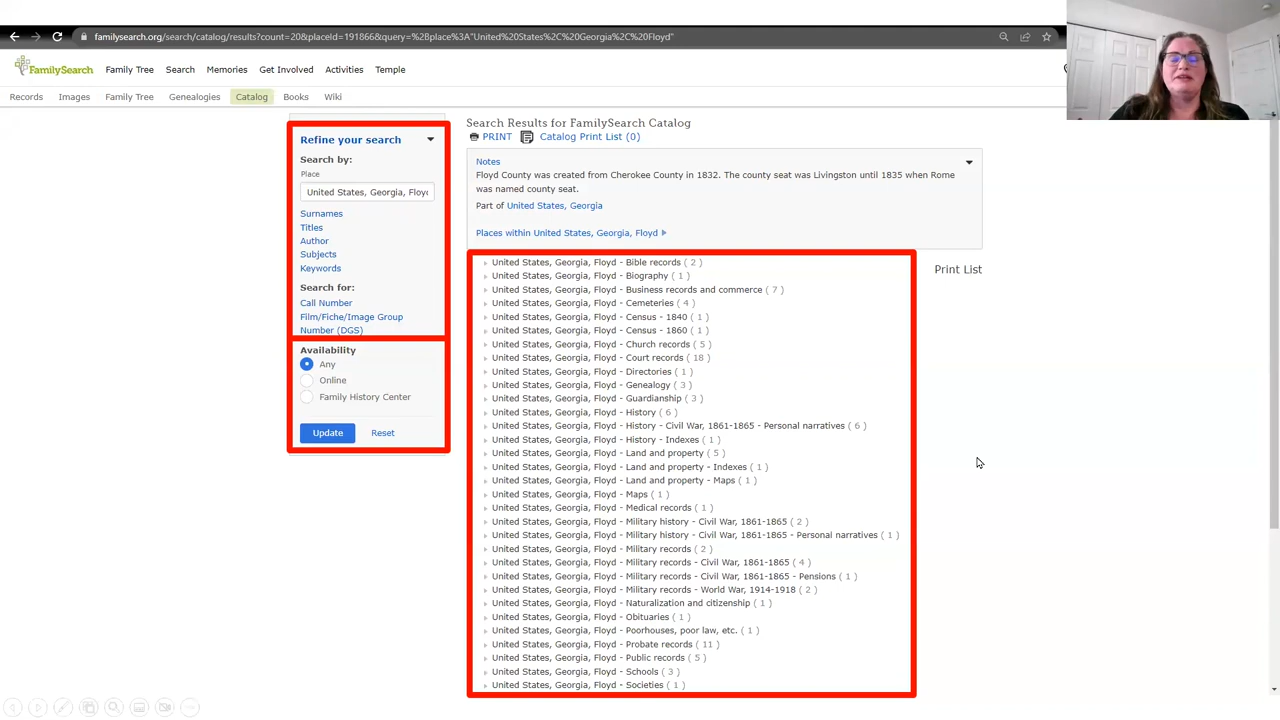 familysearch.org/search/catalog/results?count=20&placeId=191866&query=%2Bplace%3A"United%20States%2C%20Georgia%2C%20Floyd"
FamilySearch Family Tree Search Memories Get Involved Activities Temple
Records Images Family Tree Genealogies Catalog Books Wiki
Refine your search
Search by:
Place
United States, Georgia, Floyd
Surnames
Titles
Author
Subjects
Keywords
Search for:
Call Number
Film/Fiche/Image Group
Number (DGS)
Availability
Any
Online
Family History Center
Update Reset
Search Results for FamilySearch Catalog
PRINT Catalog Print List (0)
Notes
Floyd County was created from Cherokee County in 1832. The county seat was Livingston until 1835 when Rome
was named county seat.
Part of United States, Georgia
Places within United States, Georgia, Floyd
United States, Georgia, Floyd - Bible records ( 2 )
United States, Georgia, Floyd - Biography ( 1 )
United States, Georgia, Floyd - Business records and commerce ( 7 )
United States, Georgia, Floyd - Cemeteries ( 4 )
United States, Georgia, Floyd - Census - 1840 ( 1 )
United States, Georgia, Floyd - Census - 1860 ( 1 )
United States, Georgia, Floyd - Church records ( 5 )
United States, Georgia, Floyd - Court records ( 18 )
United States, Georgia, Floyd - Directories ( 1 )
United States, Georgia, Floyd - Genealogy ( 3 )
United States, Georgia, Floyd - Guardianship ( 3 )
United States, Georgia, Floyd - History ( 6 )
United States, Georgia, Floyd - History - Civil War, 1861-1865 - Personal narratives ( 6 )
United States, Georgia, Floyd - History - Indexes ( 1 )
United States, Georgia, Floyd - Land and property ( 5 )
United States, Georgia, Floyd - Land and property - Indexes ( 1 )
United States, Georgia, Floyd - Land and property - Maps ( 1 )
United States, Georgia, Floyd - Maps ( 1 )
United States, Georgia, Floyd - Medical records ( 1 )
United States, Georgia, Floyd - Military history - Civil War, 1861-1865 ( 2 )
United States, Georgia, Floyd - Military history - Civil War, 1861-1865 - Personal narratives ( 1 )
United States, Georgia, Floyd - Military records ( 2 )
United States, Georgia, Floyd - Military records - Civil War, 1861-1865 ( 4 )
United States, Georgia, Floyd - Military records - Civil War, 1861-1865 - Pensions ( 1 )
United States, Georgia, Floyd - Military records - World War, 1914-1918 ( 2 )
United States, Georgia, Floyd - Naturalization and citizenship ( 1 )
United States, Georgia, Floyd - Obituaries ( 1 )
United States, Georgia, Floyd - Poorhouses, poor law, etc. ( 1 )
United States, Georgia, Floyd - Probate records ( 11 )
United States, Georgia, Floyd - Public records ( 5 )
United States, Georgia, Floyd - Schools ( 3 )
United States, Georgia, Floyd - Societies ( 1 )
Print List